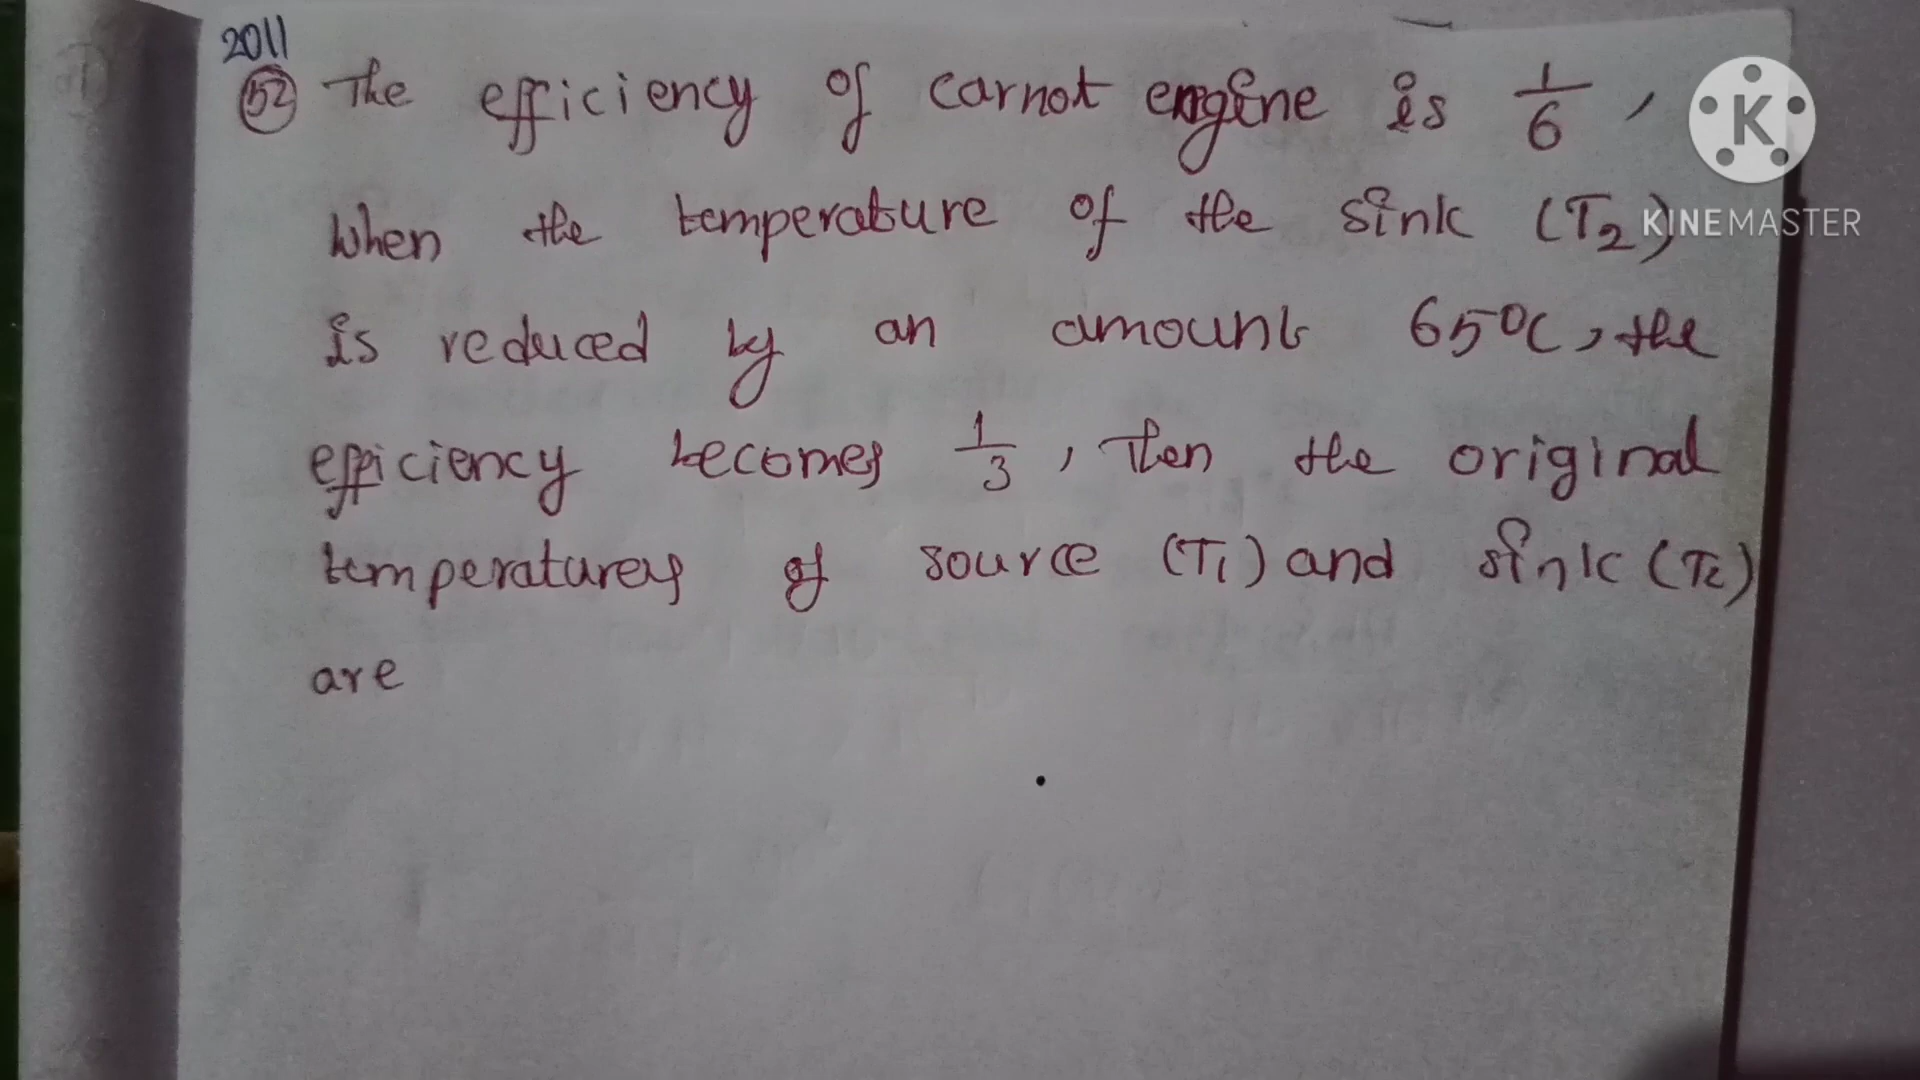 2011
52 The efficiency of carnot engine is 1/6,
When the temperature of the sink (T2)
is reduced by an amount 65°C, the
efficiency becomes 1/3, Then the original
temperatures of source (T1) and sink (T2)
are
K
KINEMASTER